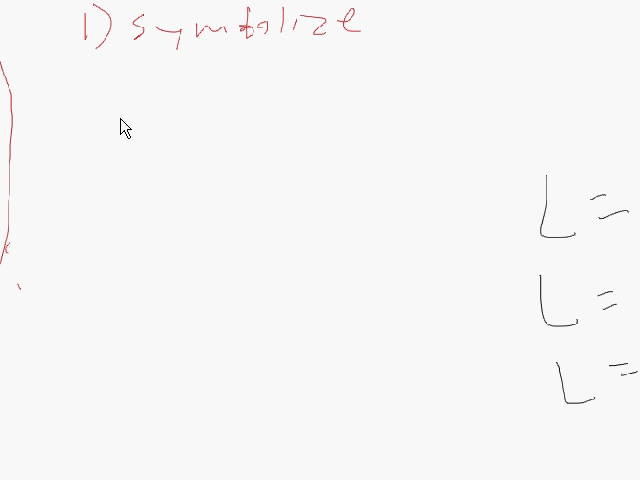 1) symbolize
L =
L =
L =